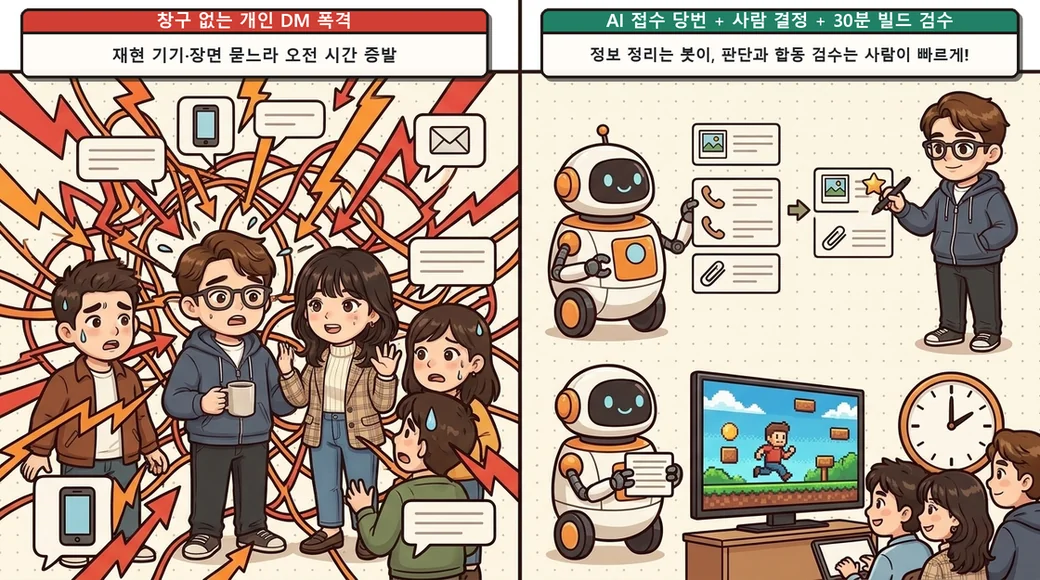 창구 없는 개인 DM 폭격
재현 기기·장면 묻느라 오전 시간 증발
AI 접수 당번 + 사람 결정 + 30분 빌드 검수
정보 정리는 봇이, 판단과 합동 검수는 사람이 빠르게!